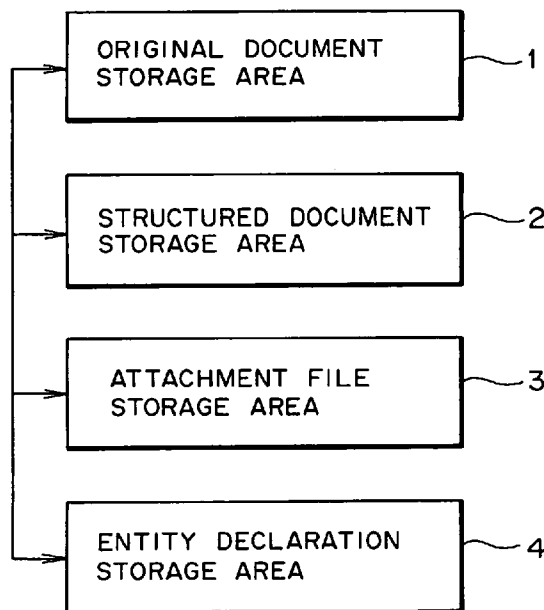 ORIGINAL DOCUMENT
STORAGE AREA
1
STRUCTURED DOCUMENT
STORAGE AREA
2
ATTACHMENT FILE
STORAGE AREA
3
ENTITY DECLARATION
STORAGE AREA
4